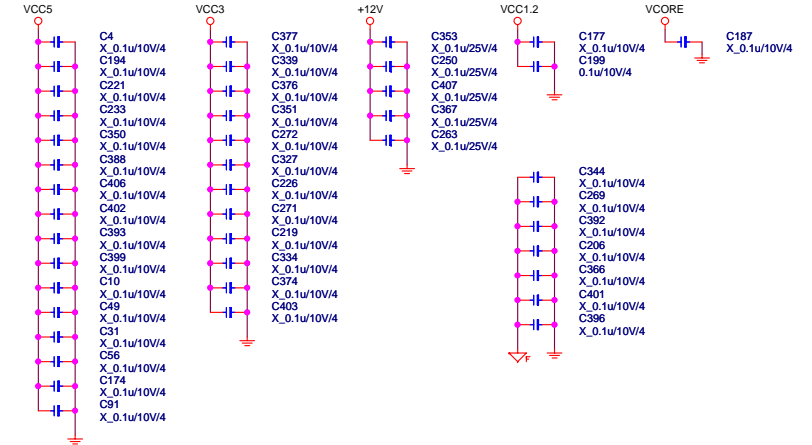 VCC5
C4
X_0.1u/10V/4
C194
X_0.1u/10V/4
C221
X_0.1u/10V/4
C233
X_0.1u/10V/4
C350
X_0.1u/10V/4
C388
X_0.1u/10V/4
C406
X_0.1u/10V/4
C402
X_0.1u/10V/4
C393
X_0.1u/10V/4
C399
X_0.1u/10V/4
C10
X_0.1u/10V/4
C49
X_0.1u/10V/4
C31
X_0.1u/10V/4
C56
X_0.1u/10V/4
C174
X_0.1u/10V/4
C91
X_0.1u/10V/4
VCC3
C377
X_0.1u/10V/4
C339
X_0.1u/10V/4
C376
X_0.1u/10V/4
C351
X_0.1u/10V/4
C272
X_0.1u/10V/4
C327
X_0.1u/10V/4
C226
X_0.1u/10V/4
C271
X_0.1u/10V/4
C219
X_0.1u/10V/4
C334
X_0.1u/10V/4
C374
X_0.1u/10V/4
C403
X_0.1u/10V/4
+12V
C353
X_0.1u/25V/4
C250
X_0.1u/25V/4
C407
X_0.1u/25V/4
C367
X_0.1u/25V/4
C263
X_0.1u/25V/4
VCC1.2
C177
X_0.1u/10V/4
C199
0.1u/10V/4
C344
X_0.1u/10V/4
C269
X_0.1u/10V/4
C392
X_0.1u/10V/4
C206
X_0.1u/10V/4
C366
X_0.1u/10V/4
C401
X_0.1u/10V/4
C396
X_0.1u/10V/4
F
VCORE
C187
X_0.1u/10V/4